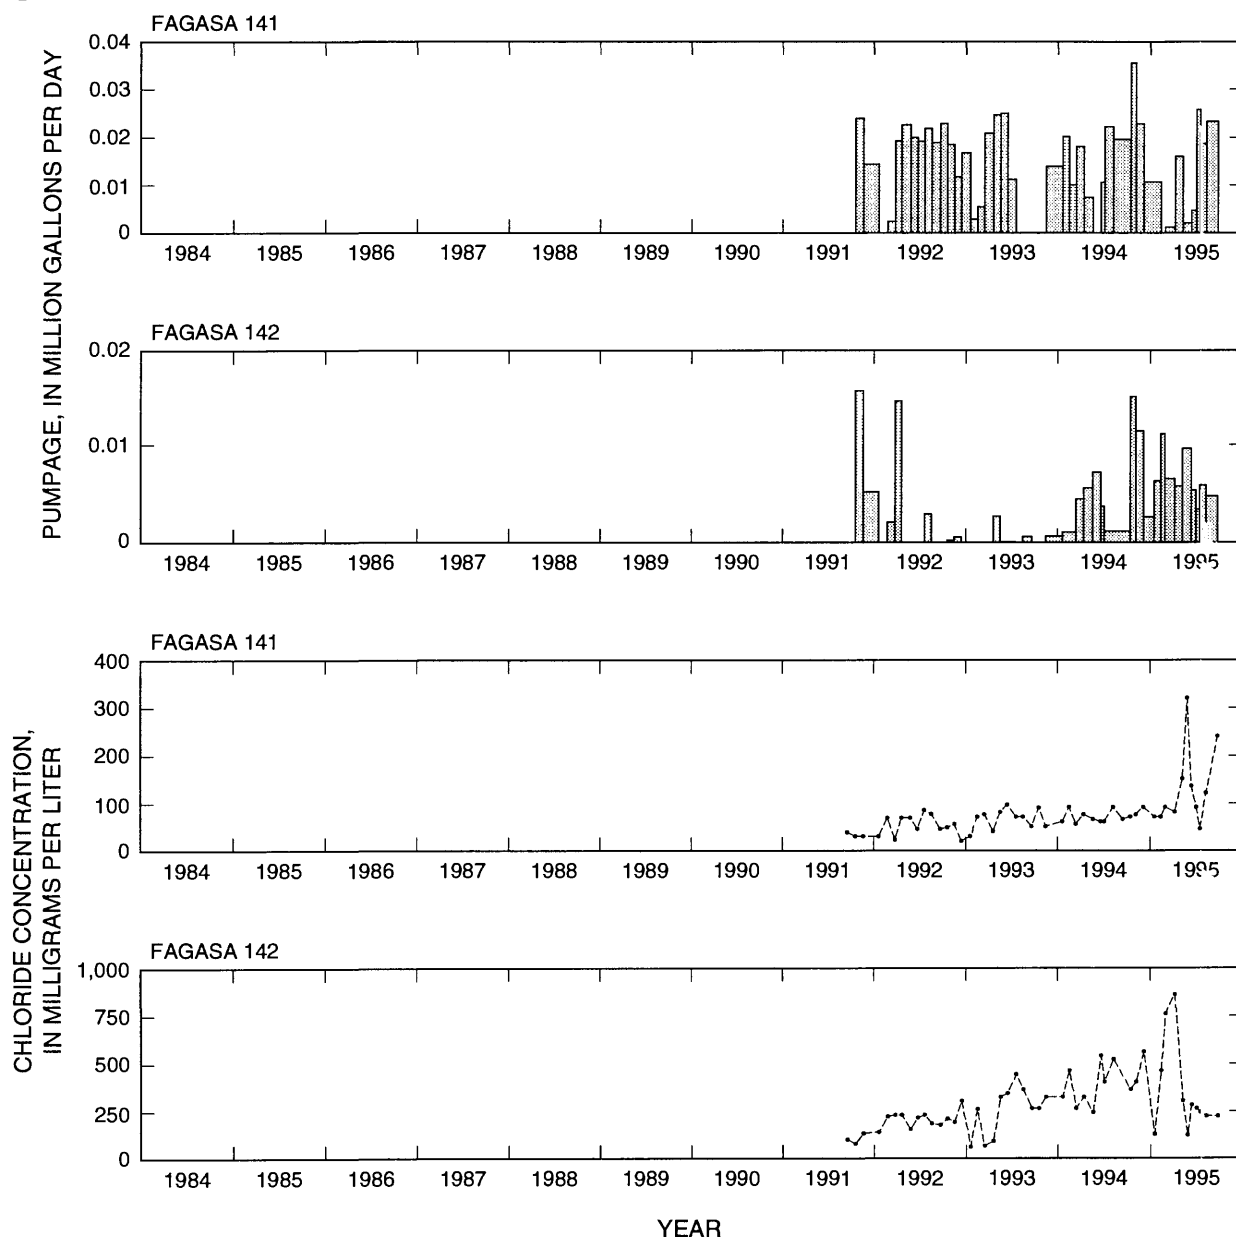 FAGASA 141
PUMPAGE, IN MILLION GALLONS PER DAY
0.04
0.03
0.02
0.01
0
1984 1985 1986 1987 1988 1989 1990 1991 1992 1993 1994 1995
FAGASA 142
0.02
0.01
0
1984 1985 1986 1987 1988 1989 1990 1991 1992 1993 1994 1995
FAGASA 141
CHLORIDE CONCENTRATION,
IN MILLIGRAMS PER LITER
400
300
200
100
0
1984 1985 1986 1987 1988 1989 1990 1991 1992 1993 1994 1995
FAGASA 142
1,000
750
500
250
0
1984 1985 1986 1987 1988 1989 1990 1991 1992 1993 1994 1995
YEAR